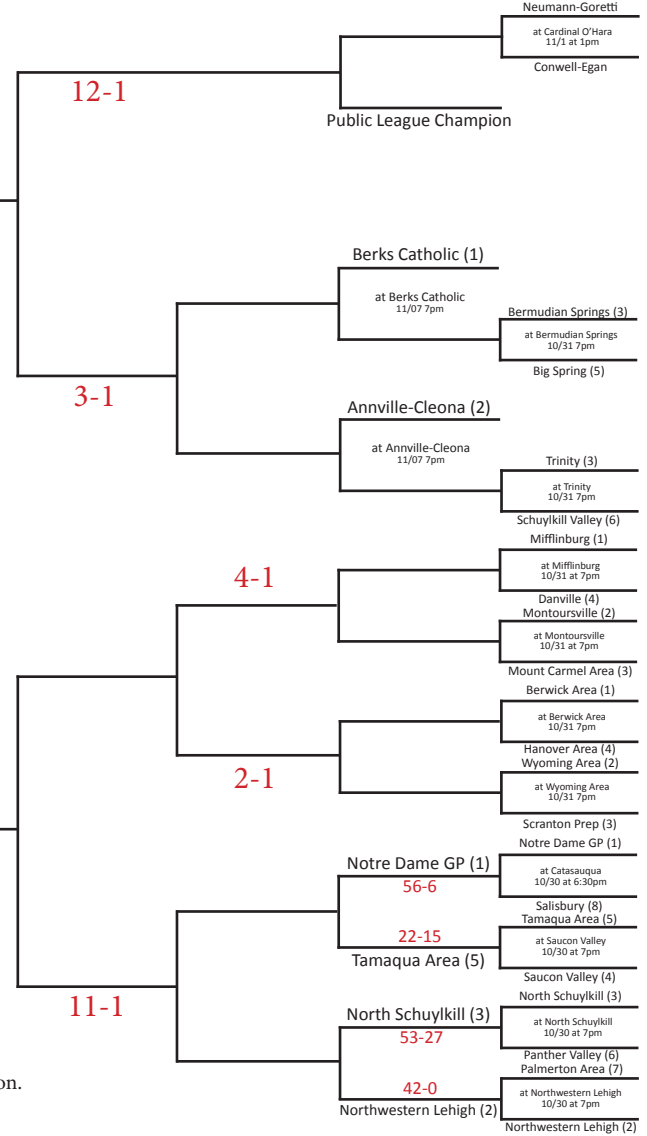 Neumann-Goretti
at Cardinal O'Hara
11/1 at 1pm
Conwell-Egan
12-1
Public League Champion
Berks Catholic (1)
at Berks Catholic
11/07 7pm
Bermudian Springs (3)
at Bermudian Springs
10/31 7pm
Big Spring (5)
3-1
Annville-Cleona (2)
at Annville-Cleona
11/07 7pm
Trinity (3)
at Trinity
10/31 7pm
Schuylkill Valley (6)
Mifflinburg (1)
at Mifflinburg
10/31 at 7pm
4-1
Danville (4)
Montoursville (2)
at Montoursville
10/31 at 7pm
Mount Carmel Area (3)
Berwick Area (1)
at Berwick Area
10/31 7pm
Hanover Area (4)
Wyoming Area (2)
2-1
at Wyoming Area
10/31 7pm
Scranton Prep (3)
Notre Dame GP (1)
Notre Dame GP (1)
56-6
at Catasauqua
10/30 at 6:30pm
Salisbury (8)
Tamaqua Area (5)
22-15
Tamaqua Area (5)
at Saucon Valley
10/30 at 7pm
Saucon Valley (4)
11-1
North Schuylkill (3)
North Schuylkill (3)
53-27
at North Schuylkill
10/30 at 7pm
Panther Valley (6)
Palmerton Area (7)
on.
42-0
Northwestern Lehigh (2)
at Northwestern Lehigh
10/30 at 7pm
Northwestern Lehigh (2)